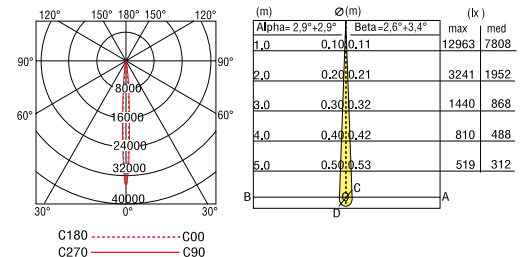 120° 150° 180° 150° 120°
90° 90°
8000
60° 16000 60°
24000
32000
40000
30° 0° 30°
C180 C00
C270 C90
(m) Ø(m) (lx)
Alpha=2,9°+2,9° Beta=2,6°+3,4° max med
1.0 0.10 0.11 12963 7808
2.0 0.20 0.21 3241 1952
3.0 0.30 0.32 1440 868
4.0 0.40 0.42 810 488
5.0 0.50 0.53 519 312
C
B A
D